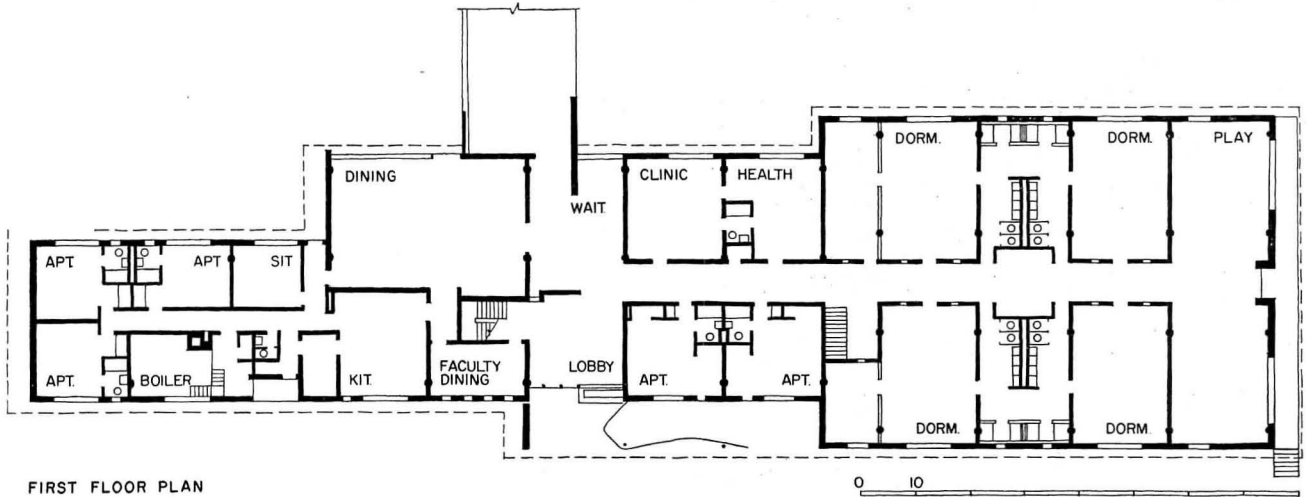 DORM.
DORM.
PLAY
DINING
CLINIC
HEALTH
WAIT.
APT.
APT
SIT
APT.
BOILER
KIT.
FACULTY
DINING
LOBBY
APT.
APT.
DORM.
DORM.
FIRST FLOOR PLAN
0 10